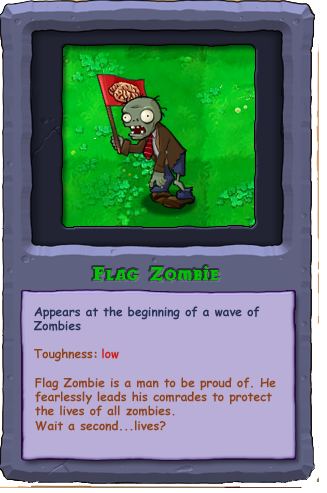 Flag Zombie
Appears at the beginning of a wave of
Zombies
Toughness: low
Flag Zombie is a man to be proud of. He
fearlessly leads his comrades to protect
the lives of all zombies.
Wait a second...lives?